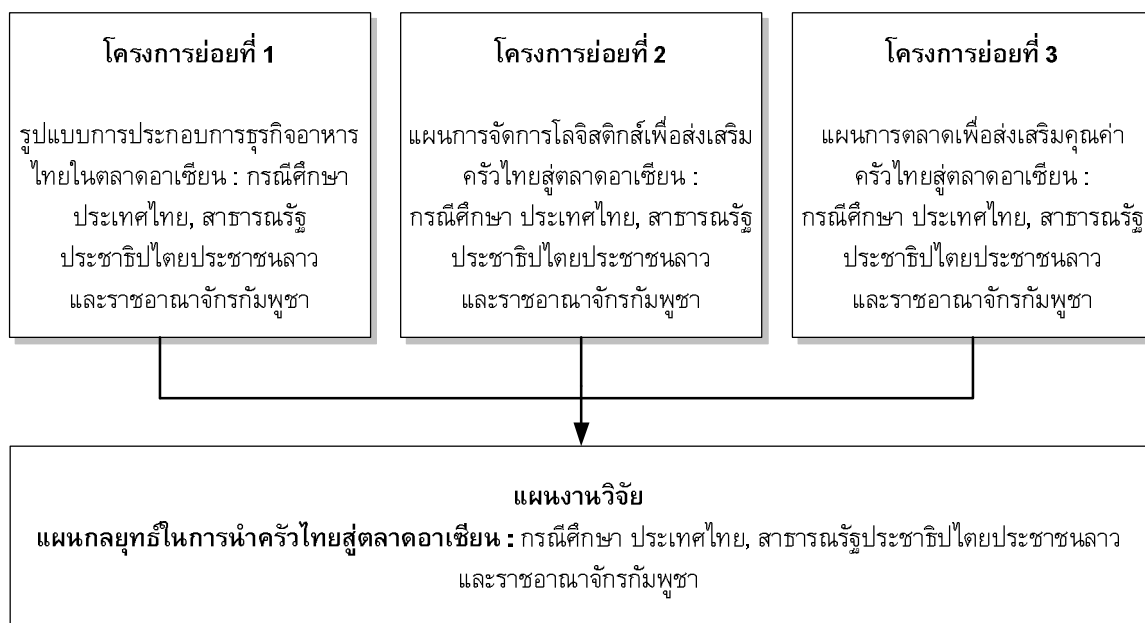 โครงการย่อยที่ 1
รูปแบบการประกอบการธุรกิจอาหาร
ไทยในตลาดอาเซียน : กรณีศึกษา
ประเทศไทย, สาธารณรัฐ
ประชาธิปไตยประชาชนลาว
และราชอาณาจักรกัมพูชา
โครงการย่อยที่ 2
แผนการจัดการโลจิสติกส์เพื่อส่งเสริม
ครัวไทยสู่ตลาดอาเซียน :
กรณีศึกษา ประเทศไทย, สาธารณรัฐ
ประชาธิปไตยประชาชนลาว
และราชอาณาจักรกัมพูชา
โครงการย่อยที่ 3
แผนการตลาดเพื่อส่งเสริมคุณค่า
ครัวไทยสู่ตลาดอาเซียน :
กรณีศึกษา ประเทศไทย, สาธารณรัฐ
ประชาธิปไตยประชาชนลาว
และราชอาณาจักรกัมพูชา
แผนงานวิจัย
แผนกลยุทธ์ในการนำครัวไทยสู่ตลาดอาเซียน : กรณีศึกษา ประเทศไทย, สาธารณรัฐประชาธิปไตยประชาชนลาว
และราชอาณาจักรกัมพูชา